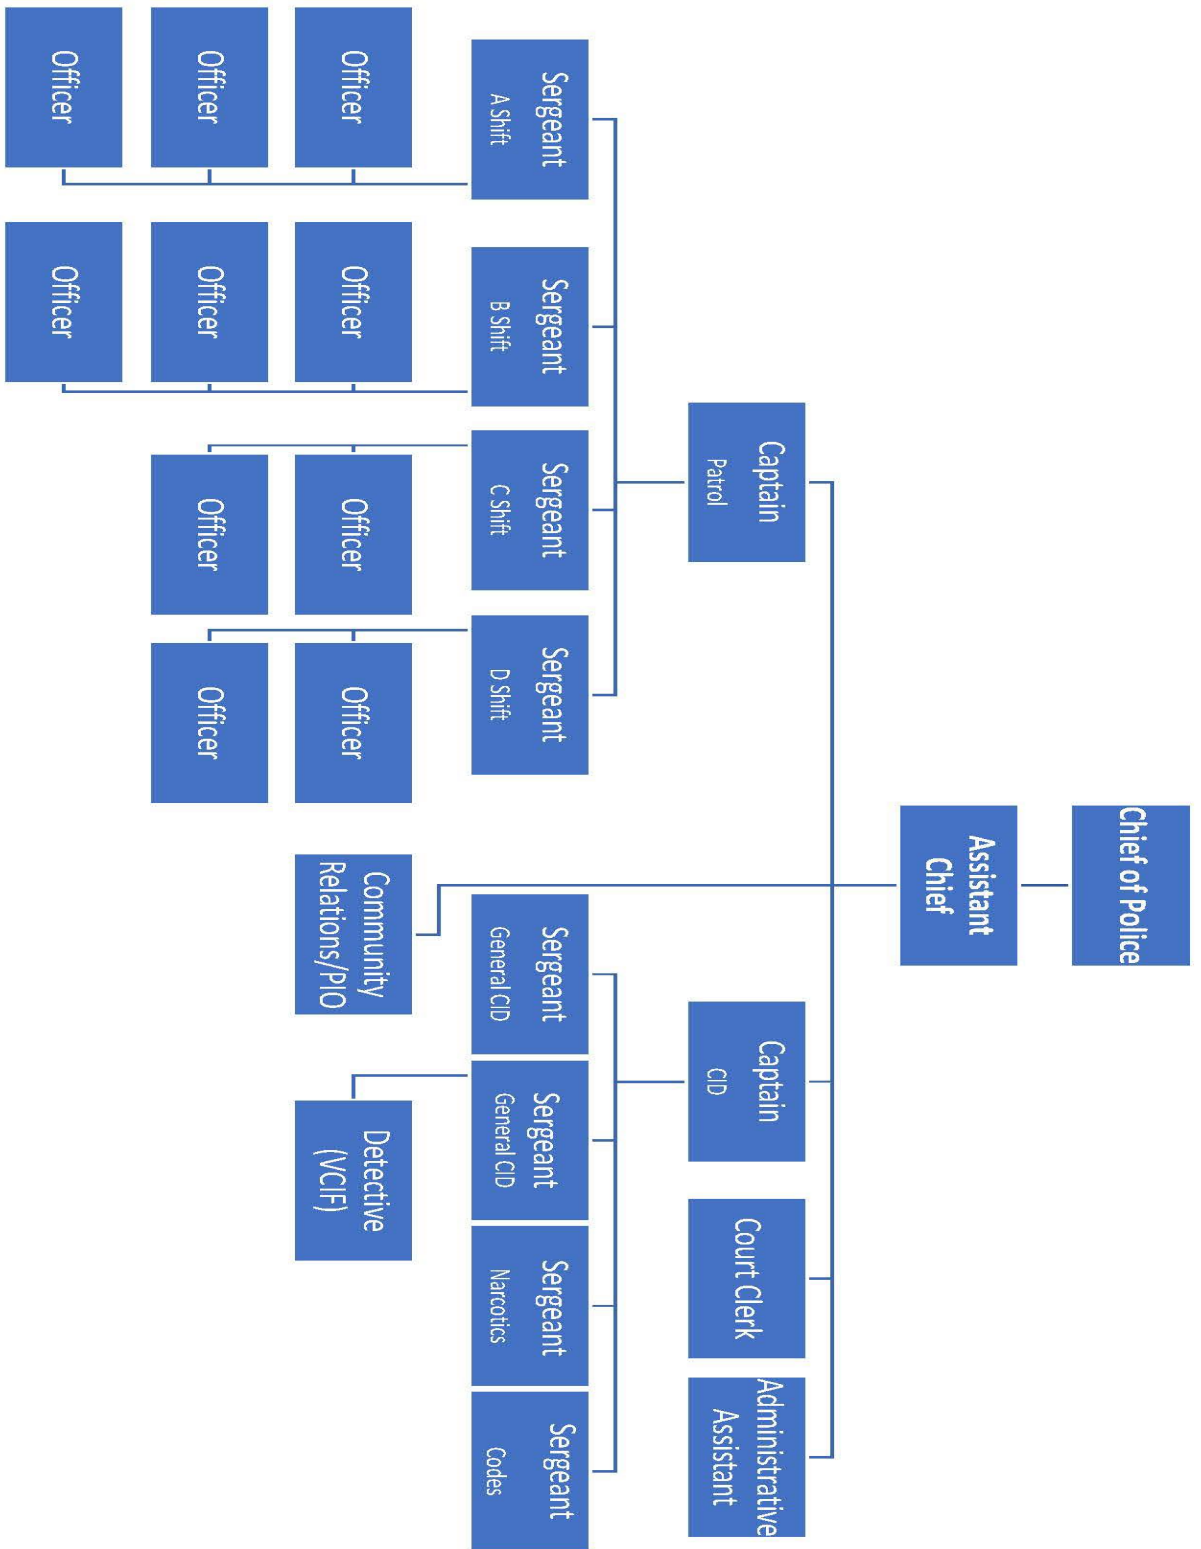 Chief of Police
Assistant
Chief
Captain
Patrol
Captain
CID
Court Clerk
Administrative
Assistant
Sergeant
A Shift
Sergeant
B Shift
Sergeant
C Shift
Sergeant
D Shift
Sergeant
General CID
Sergeant
General CID
Sergeant
Narcotics
Sergeant
Codes
Officer
Officer
Officer
Officer
Community
Relations/PIO
Detective
(VCIF)
Officer
Officer
Officer
Officer
Officer
Officer